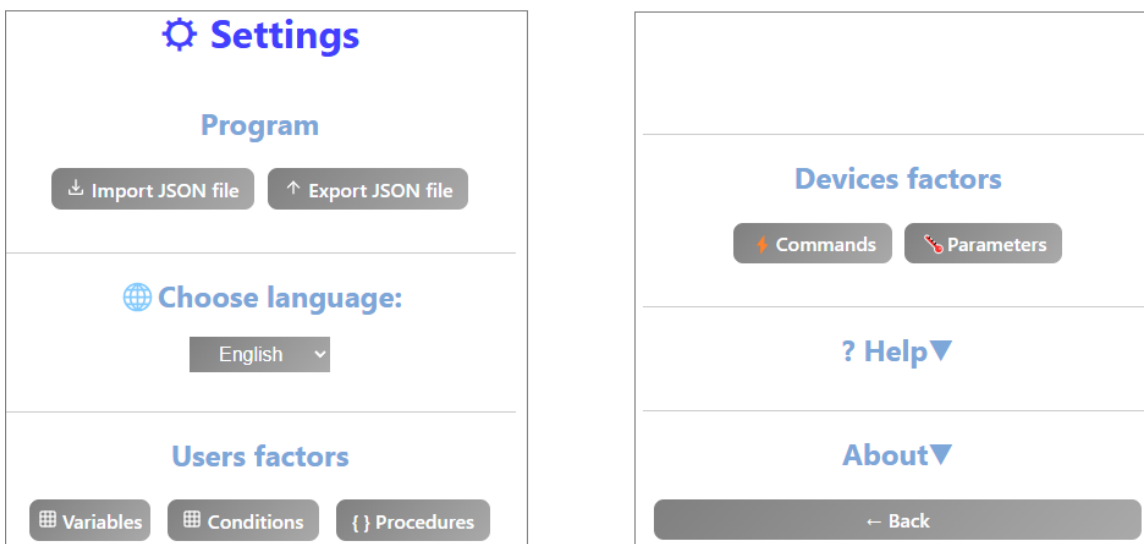 Settings
Program
Import JSON file
↑ Export JSON file
Choose language:
English
Users factors
Variables
Conditions
{ } Procedures
Devices factors
Commands
Parameters
? Help▼
About▼
← Back